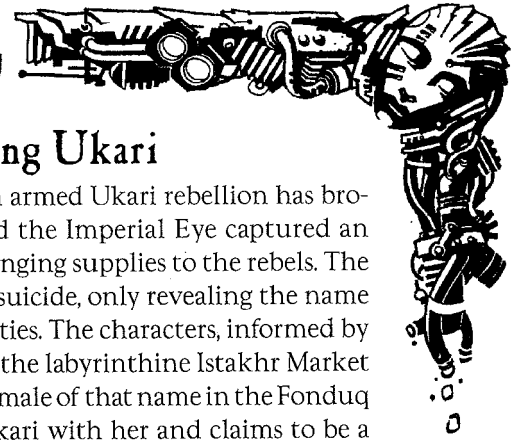 ng Ukari
armed Ukari rebellion has bro-
the Imperial Eye captured an
nging supplies to the rebels. The
suicide, only revealing the name
ties. The characters, informed by
the labyrinthine Istakhr Market
male of that name in the Fonduq
kari with her and claims to be a